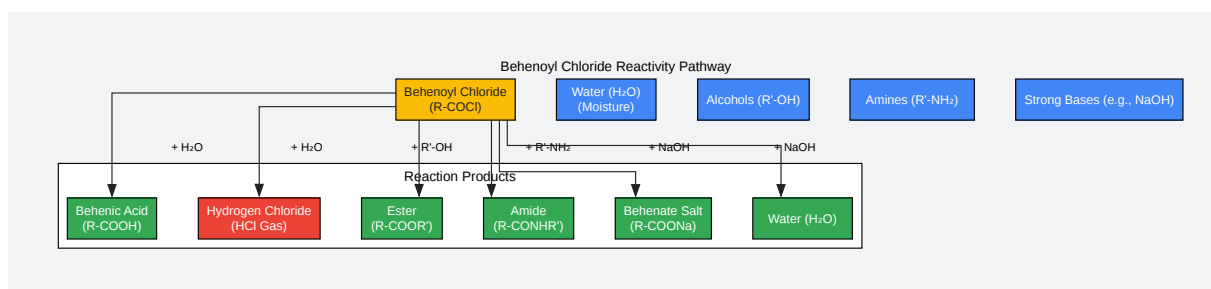 Behenoyl Chloride Reactivity Pathway
Behenoyl Chloride
(R-COCl)
Water (H₂O)
(Moisture)
Alcohols (R'-OH)
Amines (R'-NH₂)
Strong Bases (e.g., NaOH)
+ H₂O
+ H₂O
+ R'-OH
+ R'-NH₂
+ NaOH
+ NaOH
Reaction Products
Behenic Acid
(R-COOH)
Hydrogen Chloride
(HCl Gas)
Ester
(R-COOR')
Amide
(R-CONHR')
Behenate Salt
(R-COONa)
Water (H₂O)